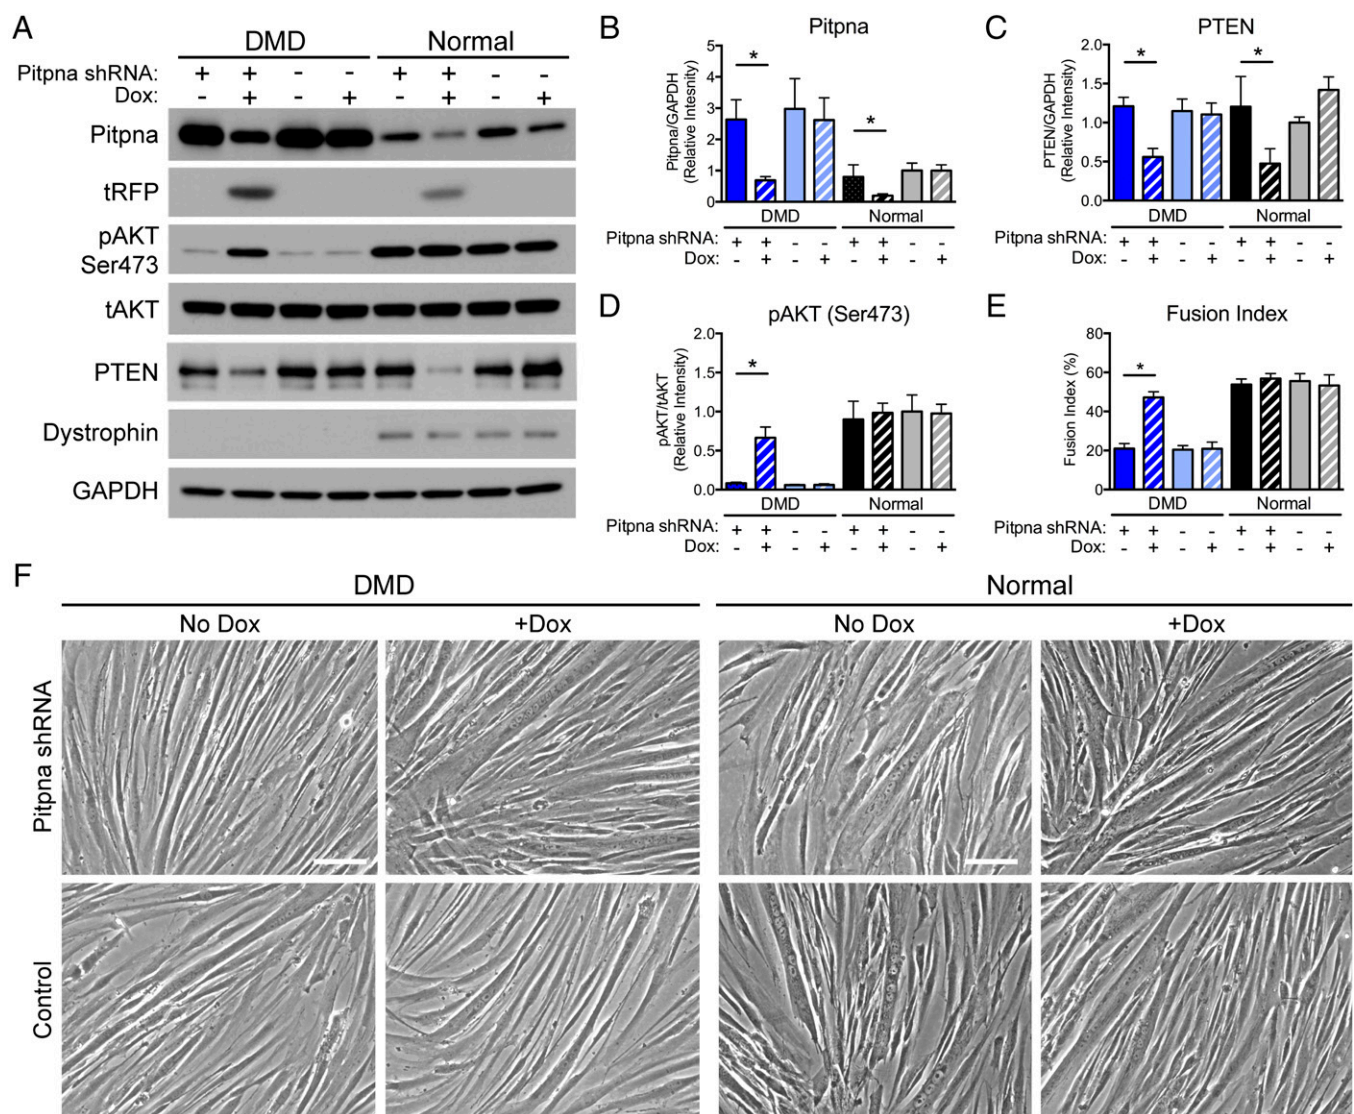 A
DMD Normal
Pitpna shRNA: + + - - + + - -
Dox: - + - + - + - +
Pitpna
tRFP
pAKT
Ser473
tAKT
PTEN
Dystrophin
GAPDH
B
Pitpna
Pitpna/GAPDH
(Relative Intesnity)
5
4
3
2
1
0
*
*
DMD Normal
Pitpna shRNA: + + - - + + - -
Dox: - + - + - + - +
C
PTEN
PTEN/GAPDH
(Relative Intensity)
2.0
1.5
1.0
0.5
0.0
*
*
DMD Normal
Pitpna shRNA: + + - - + + - -
Dox: - + - + - + - +
D
pAKT (Ser473)
pAKT/tAKT
(Relative Intensity)
2.0
1.5
1.0
0.5
0.0
*
DMD Normal
Pitpna shRNA: + + - - + + - -
Dox: - + - + - + - +
E
Fusion Index
Fusion Index (%)
80
60
40
20
0
*
DMD Normal
Pitpna shRNA: + + - - + + - -
Dox: - + - + - + - +
F
DMD Normal
No Dox +Dox No Dox +Dox
Pitpna shRNA
Control